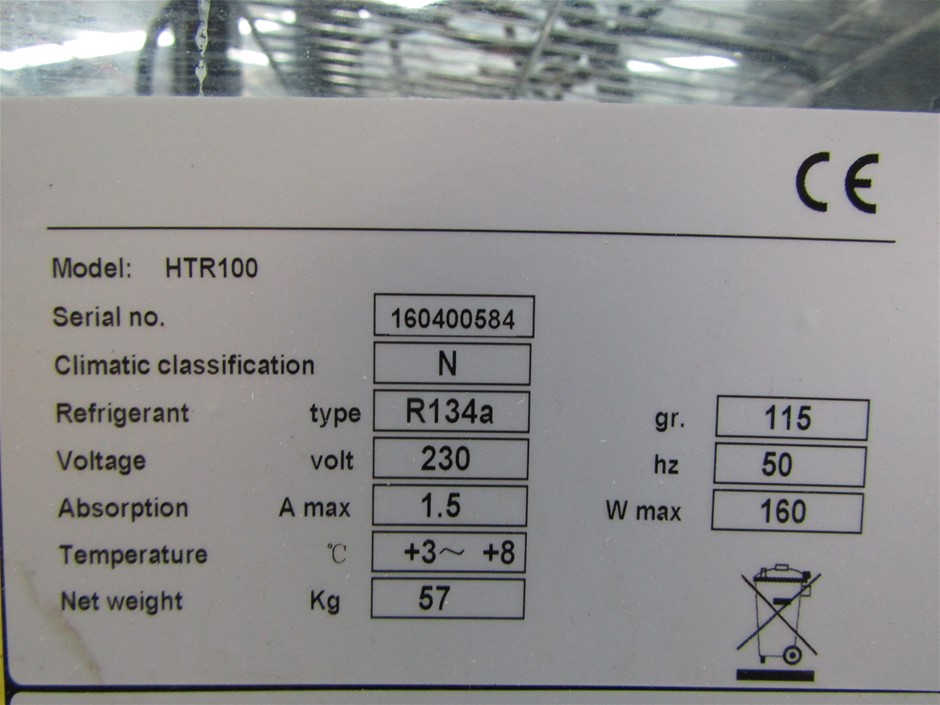 CE
Model: HTR100
Serial no. 160400584
Climatic classification N
Refrigerant type R134a gr. 115
Voltage volt 230 hz 50
Absorption A max 1.5 W max 160
Temperature ℃ +3～ +8
Net weight Kg 57